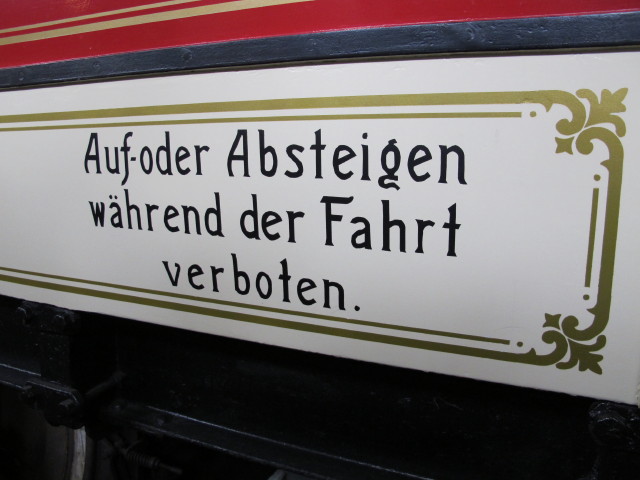 Auf-oder Absteigen
während der Fahrt
verboten.